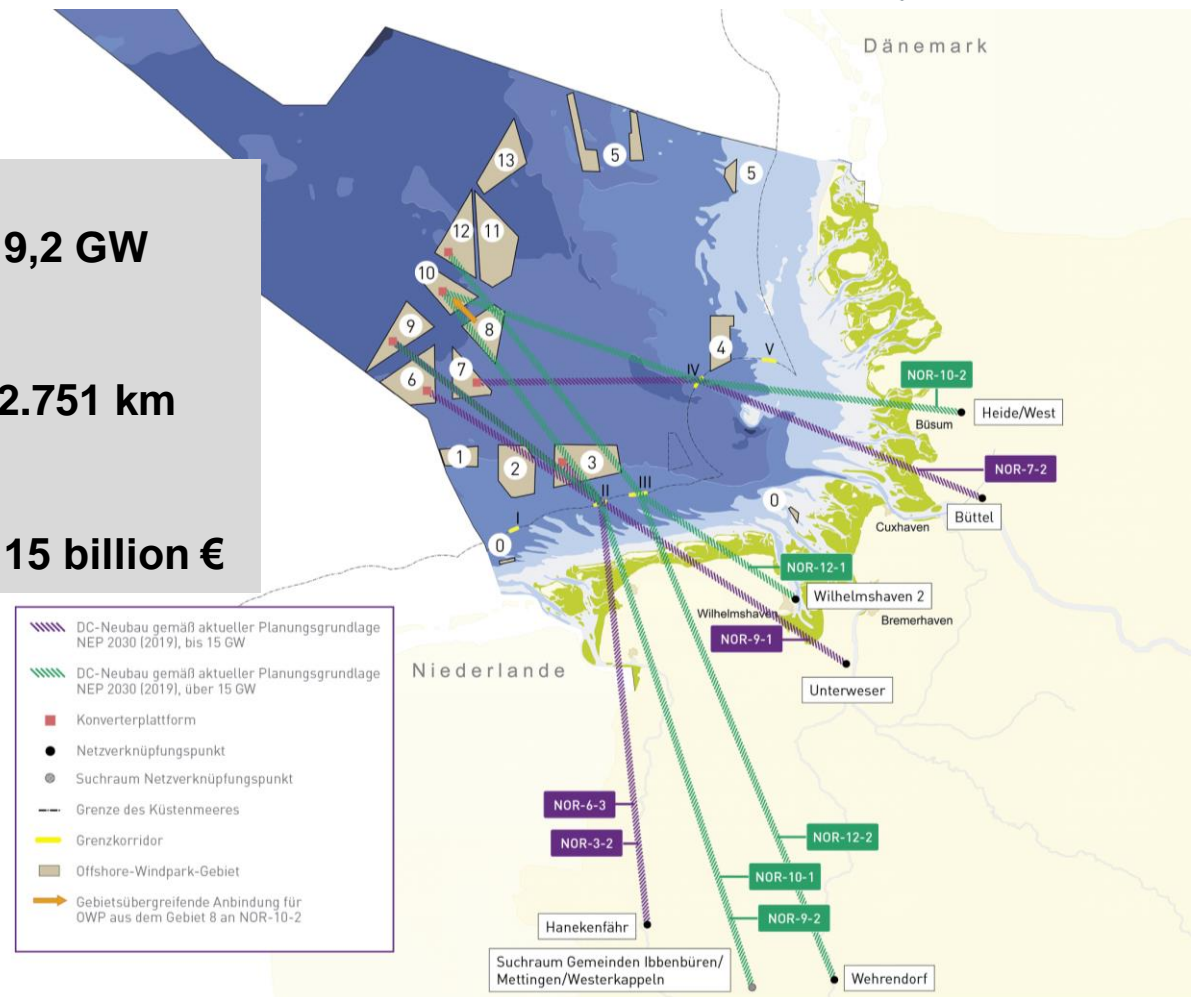 Dänemark
9,2 GW
2.751 km
15 billion €
13
5
5
12
11
10
9
8
7
6
4
V
IV
NOR-10-2
Heide/West
Büsum
NOR-7-2
Büttel
1
2
3
III
II
I
0
0
Cuxhaven
NOR-12-1
Wilhelmshaven 2
Wilhelmshaven
Bremerhaven
NOR-9-1
Unterweser
Niederlande
DC-Neubau gemäß aktueller Planungsgrundlage
NEP 2030 (2019), bis 15 GW
DC-Neubau gemäß aktueller Planungsgrundlage
NEP 2030 (2019), über 15 GW
Konverterplattform
Netzverknüpfungspunkt
Suchraum Netzverknüpfungspunkt
Grenze des Küstenmeeres
Grenzkorridor
Offshore-Windpark-Gebiet
Gebietsübergreifende Anbindung für
OWP aus dem Gebiet 8 an NOR-10-2
NOR-6-3
NOR-3-2
NOR-12-2
NOR-10-1
NOR-9-2
Hanekenfähr
Suchraum Gemeinden Ibbenbüren/
Mettingen/Westerkappeln
Wehrendorf